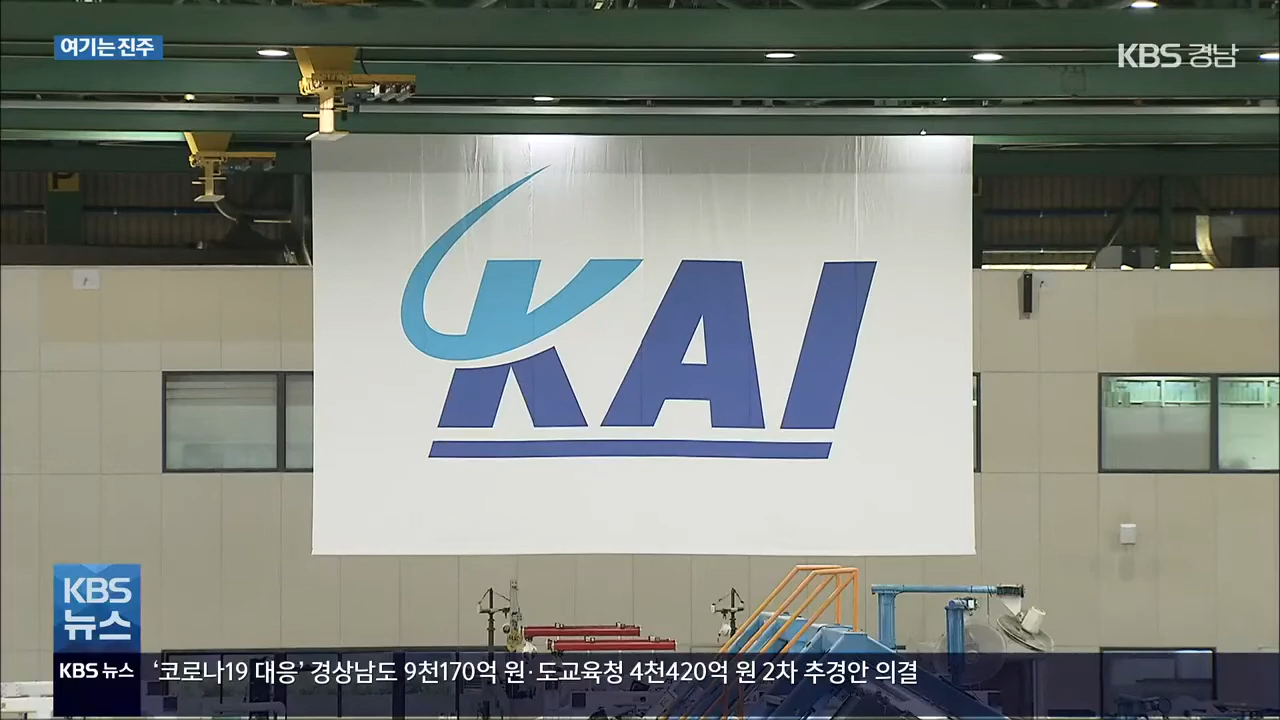 여기는 진주
KBS 경남
P
KAI
KBS
뉴스
KBS 뉴스
‘코로나19 대응’ 경상남도 9천170억 원·도교육청 4천420억 원 2차 추경안 의결